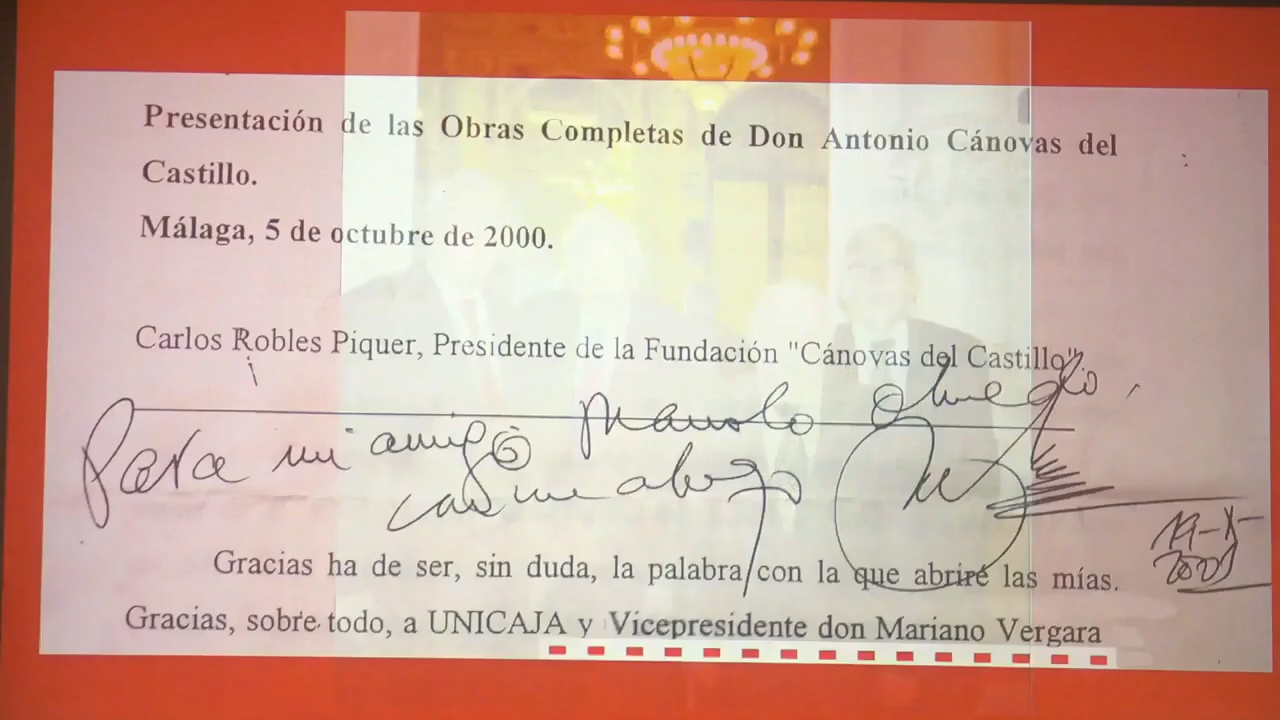 Presentación de las Obras Completas de Don Antonio Cánovas del
Castillo.
Málaga, 5 de octubre de 2000.
Carlos Robles Piquer, Presidente de la Fundación "Cánovas del Castillo".
Para mi amigo Manolo
con un abrazo
19-X-
2001
Gracias ha de ser, sin duda, la palabra con la que abriré las mías.
Gracias, sobre todo, a UNICAJA y Vicepresidente don Mariano Vergara